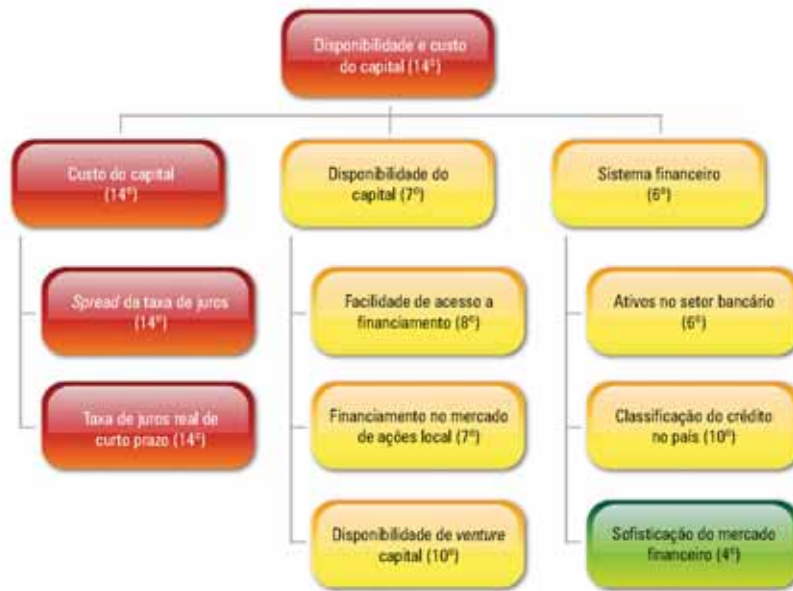 Disponibilidade e custo
do capital (14º)
Custo do capital
(14º)
Disponibilidade do
capital (7º)
Sistema financeiro
(6º)
Spread da taxa de juros
(14º)
Facilidade de acesso a
financiamento (8º)
Ativos no setor bancário
(6º)
Taxa de juros real de
curto prazo (14º)
Financiamento no mercado
de ações local (7º)
Classificação do crédito
no país (10º)
Disponibilidade de venture
capital (10º)
Sofisticação do mercado
financeiro (4º)